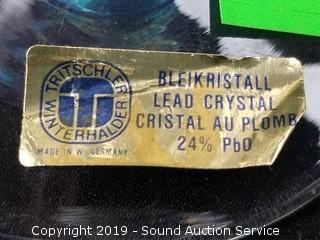 TRITSCHLER
WINTERHALDER
MADE IN W. GERMANY
BLEIKRISTALL
LEAD CRYSTAL
CRISTAL AU PLOMB
24% PbO
Copyright 2019 - Sound Auction Service